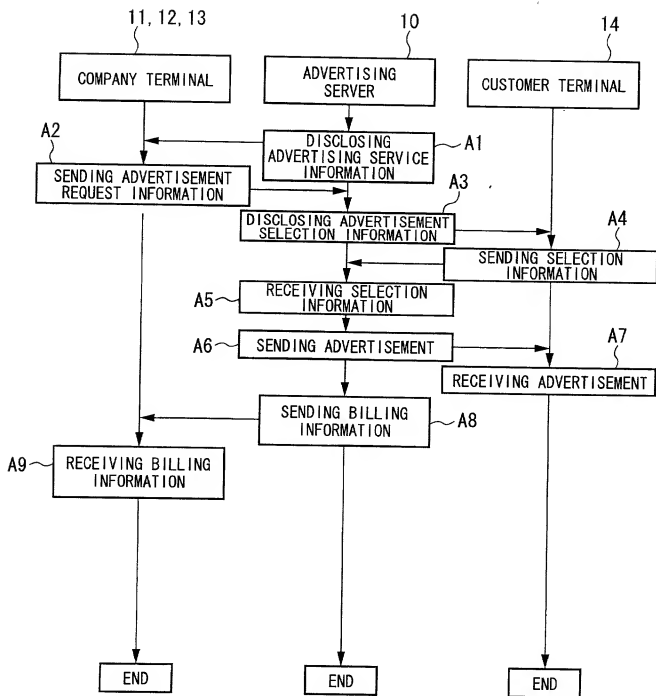 11, 12, 13
10
14
COMPANY TERMINAL
ADVERTISING
SERVER
CUSTOMER TERMINAL
A1
DISCLOSING
ADVERTISING SERVICE
INFORMATION
A2
SENDING ADVERTISEMENT
REQUEST INFORMATION
A3
DISCLOSING ADVERTISEMENT
SELECTION INFORMATION
A4
SENDING SELECTION
INFORMATION
A5
RECEIVING SELECTION
INFORMATION
A6
SENDING ADVERTISEMENT
A7
RECEIVING ADVERTISEMENT
SENDING BILLING
INFORMATION
A8
A9
RECEIVING BILLING
INFORMATION
END
END
END